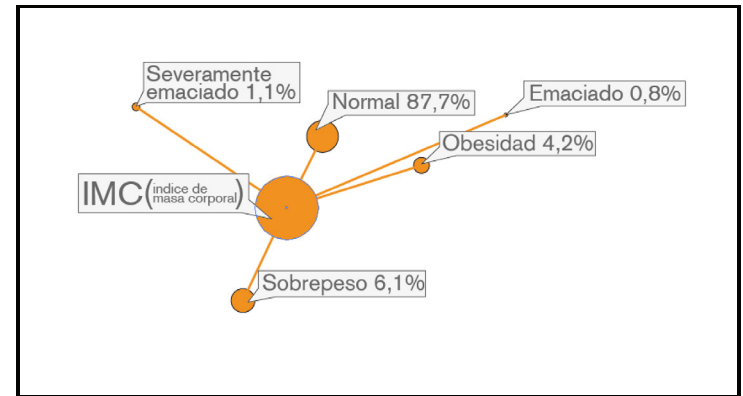 Severamente
emaciado 1,1%
Normal 87,7%
Emaciado 0,8%
Obesidad 4,2%
IMC(indice de
masa corporal)
Sobrepeso 6,1%